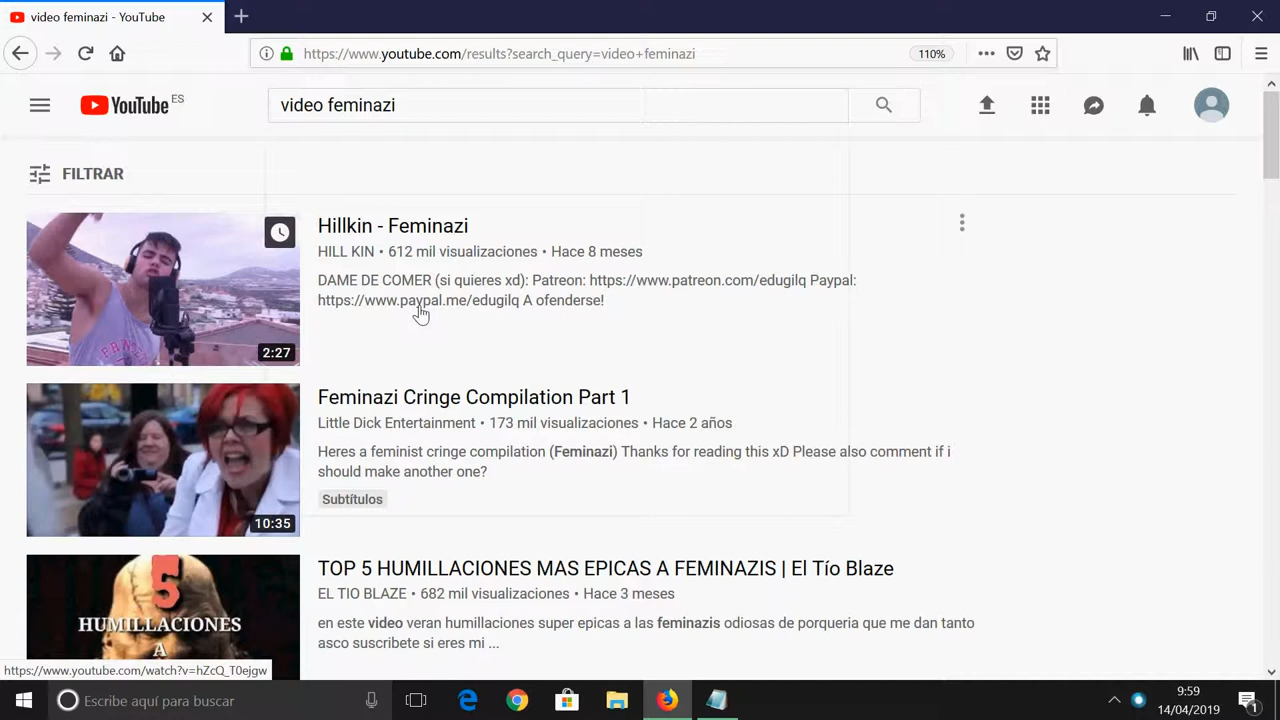 video feminazi - YouTube
https://www.youtube.com/results?search_query=video+feminazi
110%
YouTube ES
video feminazi
FILTRAR
Hillkin - Feminazi
HILL KIN • 612 mil visualizaciones • Hace 8 meses
DAME DE COMER (si quieres xd): Patreon: https://www.patreon.com/edugilq Paypal:
https://www.paypal.me/edugilq A ofenderse!
2:27
Feminazi Cringe Compilation Part 1
Little Dick Entertainment • 173 mil visualizaciones • Hace 2 años
Heres a feminist cringe compilation (Feminazi) Thanks for reading this xD Please also comment if i
should make another one?
Subtítulos
10:35
TOP 5 HUMILLACIONES MAS EPICAS A FEMINAZIS | El Tío Blaze
EL TIO BLAZE • 682 mil visualizaciones • Hace 3 meses
en este video veran humillaciones super epicas a las feminazis odiosas de porqueria que me dan tanto
asco suscribete si eres mi ...
5
HUMILLACIONES
A
https://www.youtube.com/watch?v=hZcQ_T0ejgw
Escribe aquí para buscar
9:59
14/04/2019
1